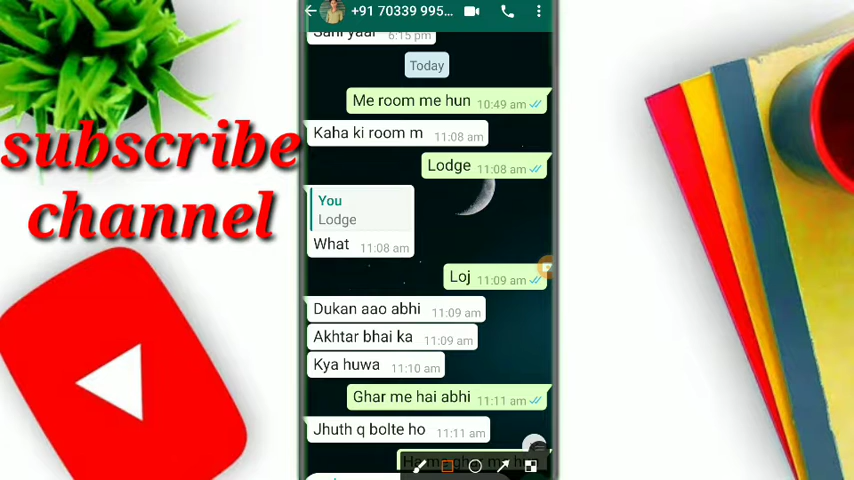 +91 70339 995...
6:15 pm
Today
Me room me hun 10:49 am
Kaha ki room m 11:08 am
Lodge 11:08 am
You
Lodge
What 11:08 am
Loj 11:09 am
Dukan aao abhi 11:09 am
Akhtar bhai ka 11:09 am
Kya huwa 11:10 am
Ghar me hai abhi 11:11 am
Jhuth q bolte ho 11:11 am
subscribe
channel